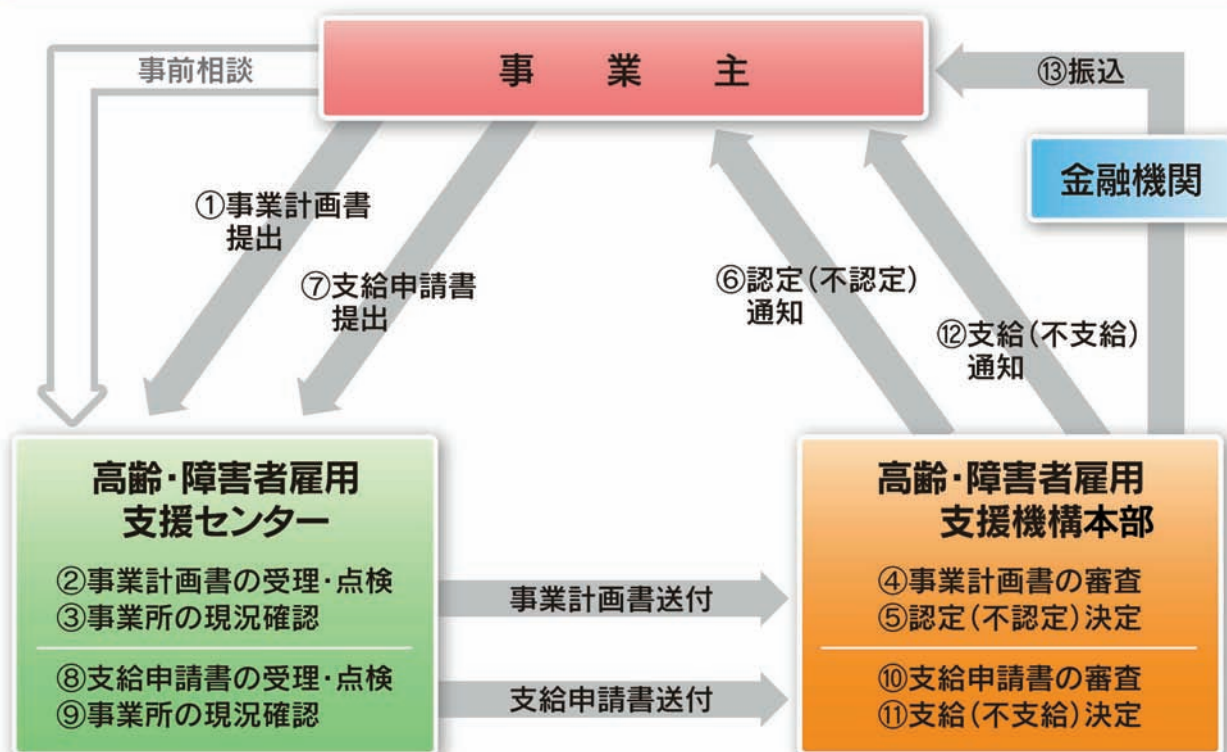 事前相談
事業主
⑬振込
金融機関
①事業計画書
提出
⑦支給申請書
提出
⑥認定（不認定）
通知
⑫支給（不支給）
通知
高齢・障害者雇用
支援センター
②事業計画書の受理・点検
③事業所の現況確認
⑧支給申請書の受理・点検
⑨事業所の現況確認
事業計画書送付
支給申請書送付
高齢・障害者雇用
支援機構本部
④事業計画書の審査
⑤認定（不認定）決定
⑩支給申請書の審査
⑪支給（不支給）決定